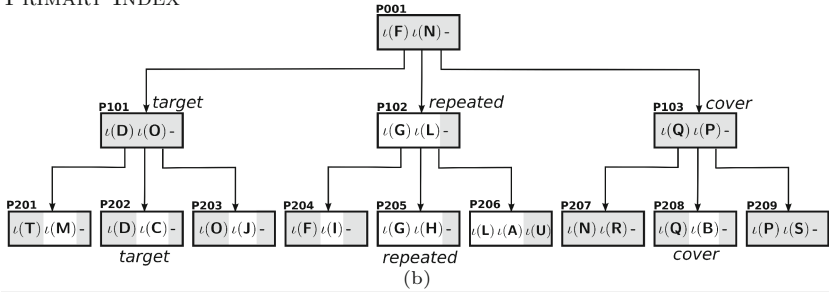 PRIMARY INDEX
P001
ι(F) ι(N) -
P101 target P102 repeated P103 cover
ι(D) ι(O) - ι(G) ι(L) - ι(Q) ι(P) -
P201 P202 P203 P204 P205 P206 P207 P208 P209
ι(T) ι(M) - ι(D) ι(C) - ι(O) ι(J) - ι(F) ι(I) - ι(G) ι(H) - ι(L) ι(A) ι(U) ι(N) ι(R) - ι(Q) ι(B) - ι(P) ι(S) -
target repeated cover
(b)